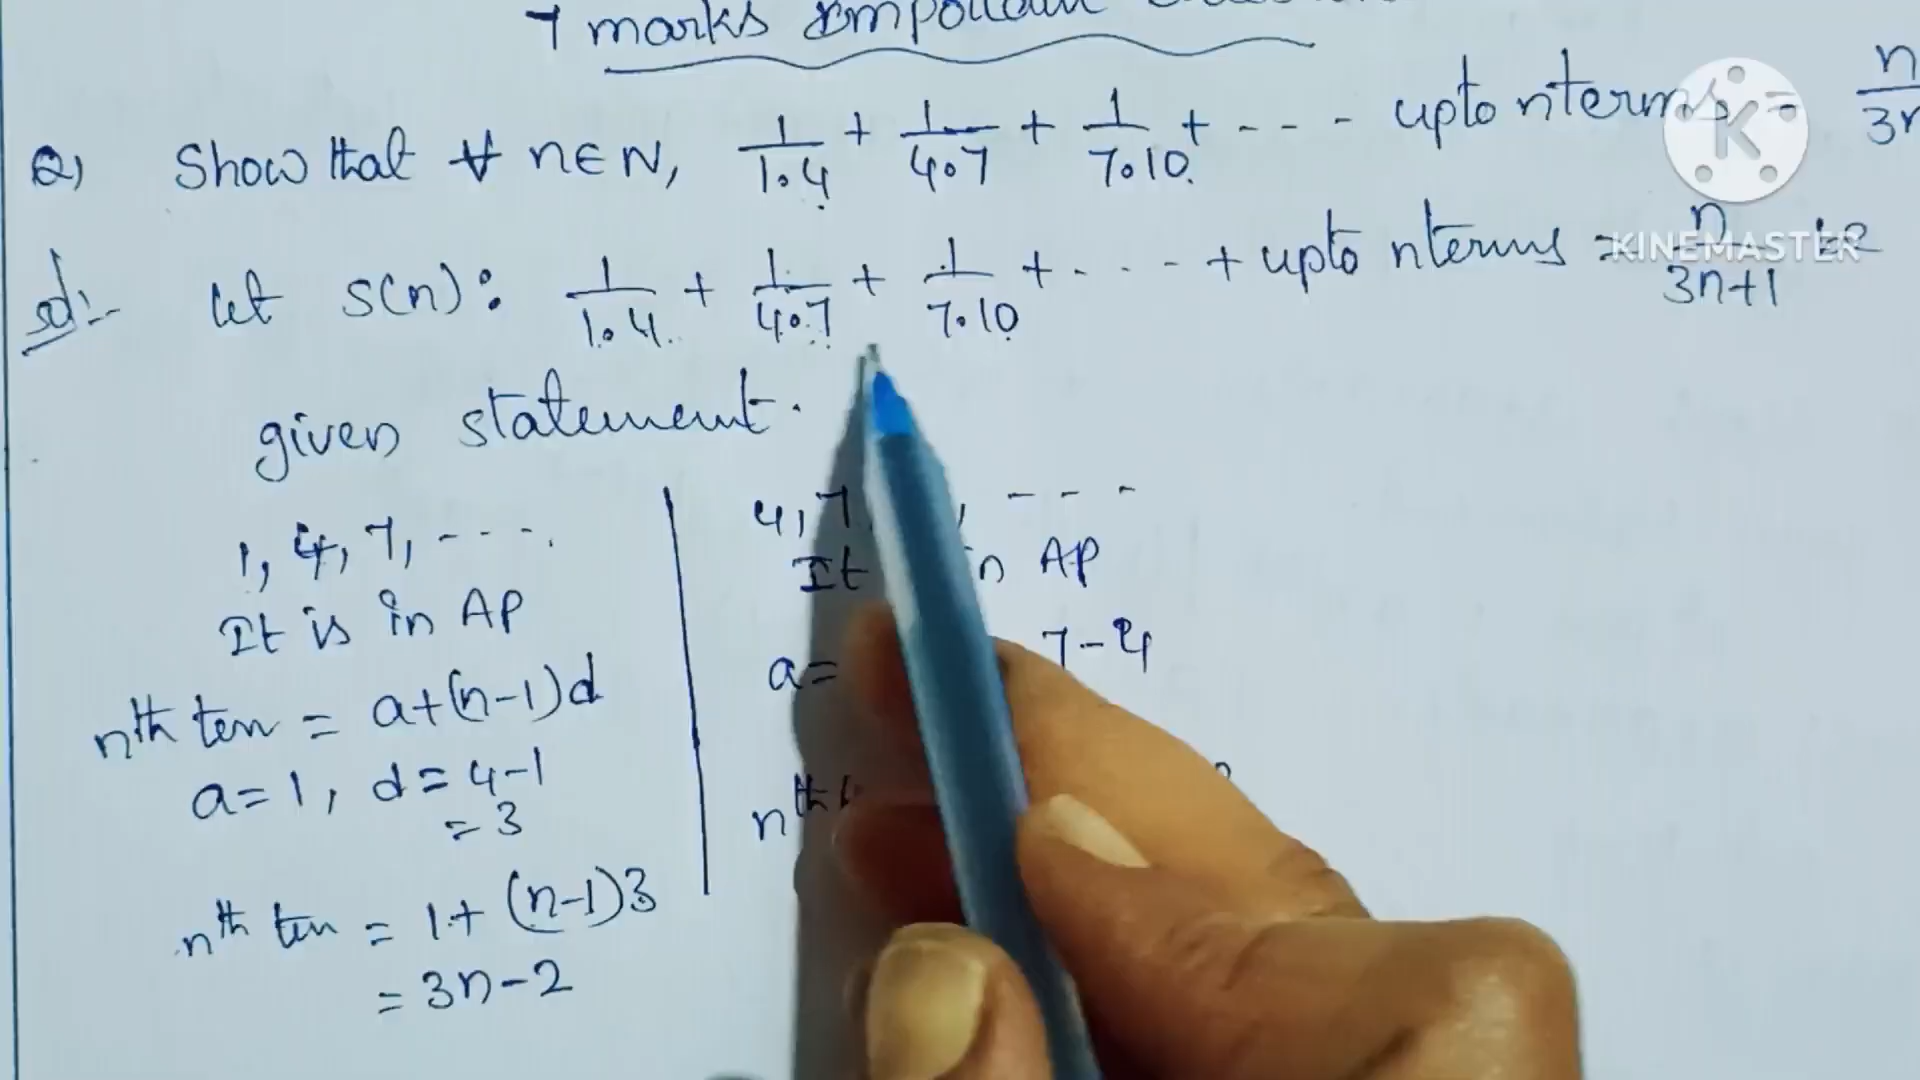 7 marks Important
Q) Show that ∀ n∈N, 1/1.4 + 1/4.7 + 1/7.10 + - - - upto n terms = n/3n
sol:- let S(n): 1/1.4 + 1/4.7 + 1/7.10 + - - - + upto n terms = n/3n+1 be
KINEMASTER
given statement.
1, 4, 7, - - - .
It is in AP
nth term = a+(n-1)d
a=1, d=4-1
=3
nth term = 1+(n-1)3
=3n-2
4, 7, - - -
It in AP
a= 7-4
nth